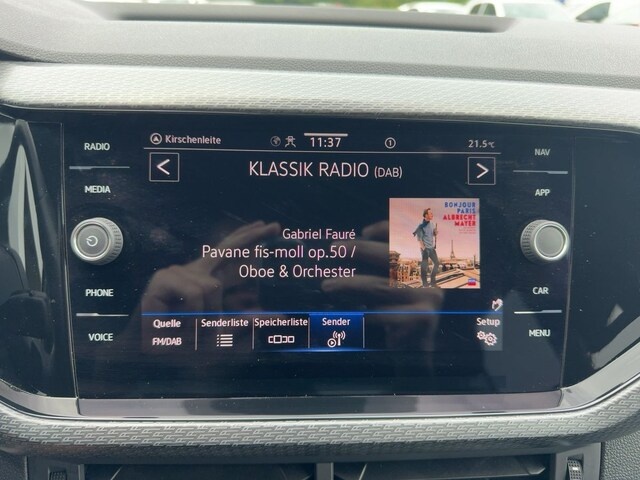 Kirschenleite
11:37
1
21.5°C
RADIO
MEDIA
PHONE
VOICE
KLASSIK RADIO (DAB)
NAV
APP
CAR
MENU
BONJOUR
PARIS
ALBRECHT
MAYER
Gabriel Fauré
Pavane fis-moll op.50 /
Oboe & Orchester
Quelle
FM/DAB
Senderliste
Speicherliste
Sender
Setup